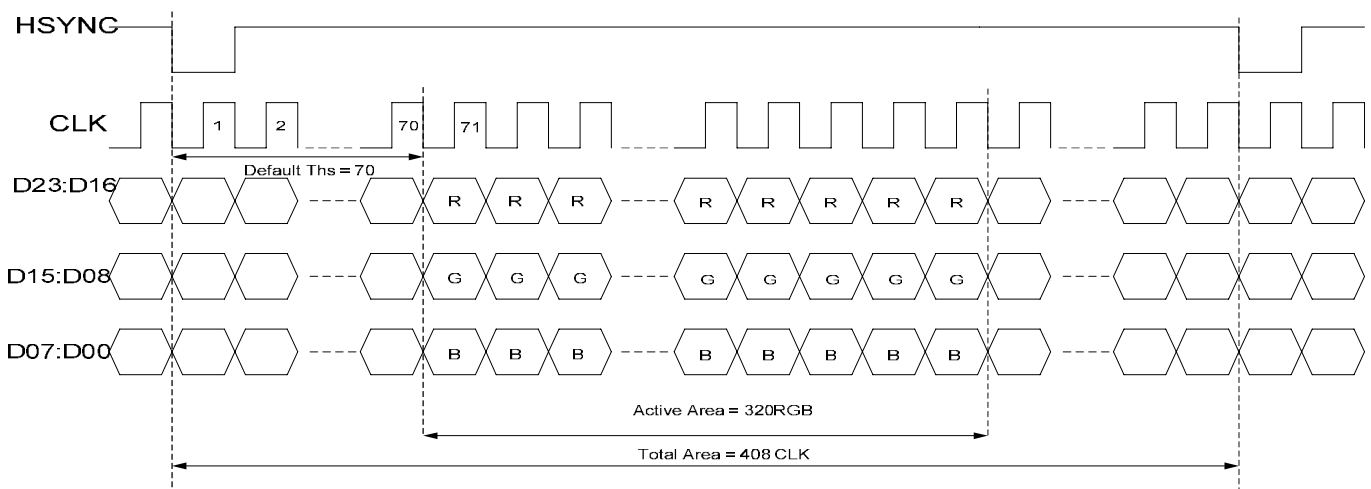 HSYNC
CLK
1 2 70 71
Default Ths = 70
D23:D16
R R R R R R R R
D15:D08
G G G G G G G G
D07:D00
B B B B B B B B
Active Area = 320RGB
Total Area = 408 CLK